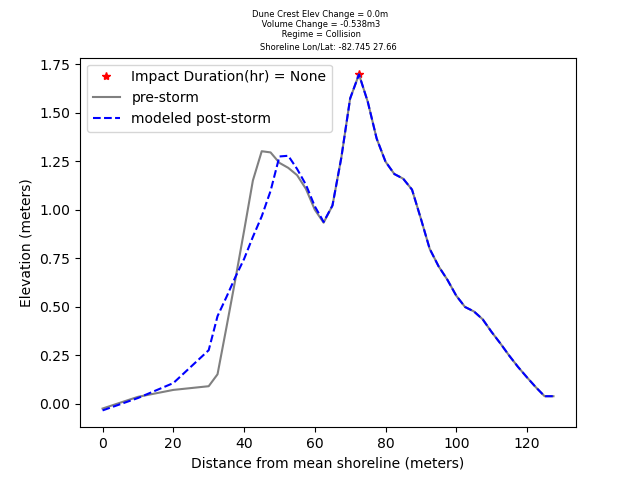 Dune Crest Elev Change = 0.0m
Volume Change = -0.538m3
Regime = Collision
Shoreline Lon/Lat: -82.745 27.66
Impact Duration(hr) = None
pre-storm
modeled post-storm
1.75
1.50
1.25
1.00
0.75
0.50
0.25
0.00
Elevation (meters)
0 20 40 60 80 100 120
Distance from mean shoreline (meters)